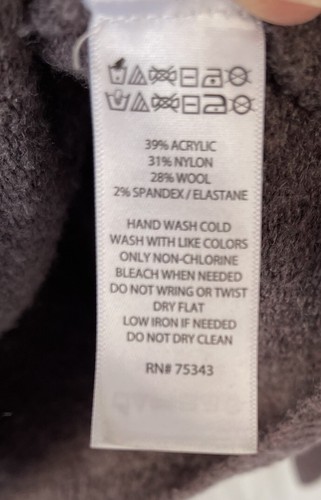 39% ACRYLIC
31% NYLON
28% WOOL
2% SPANDEX / ELASTANE
HAND WASH COLD
WASH WITH LIKE COLORS
ONLY NON-CHLORINE
BLEACH WHEN NEEDED
DO NOT WRING OR TWIST
DRY FLAT
LOW IRON IF NEEDED
DO NOT DRY CLEAN
RN# 75343